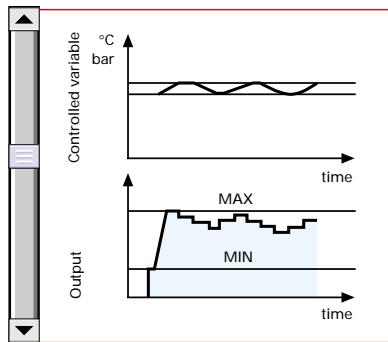 °C
bar
Controlled variable
time
MAX
MIN
Output
time